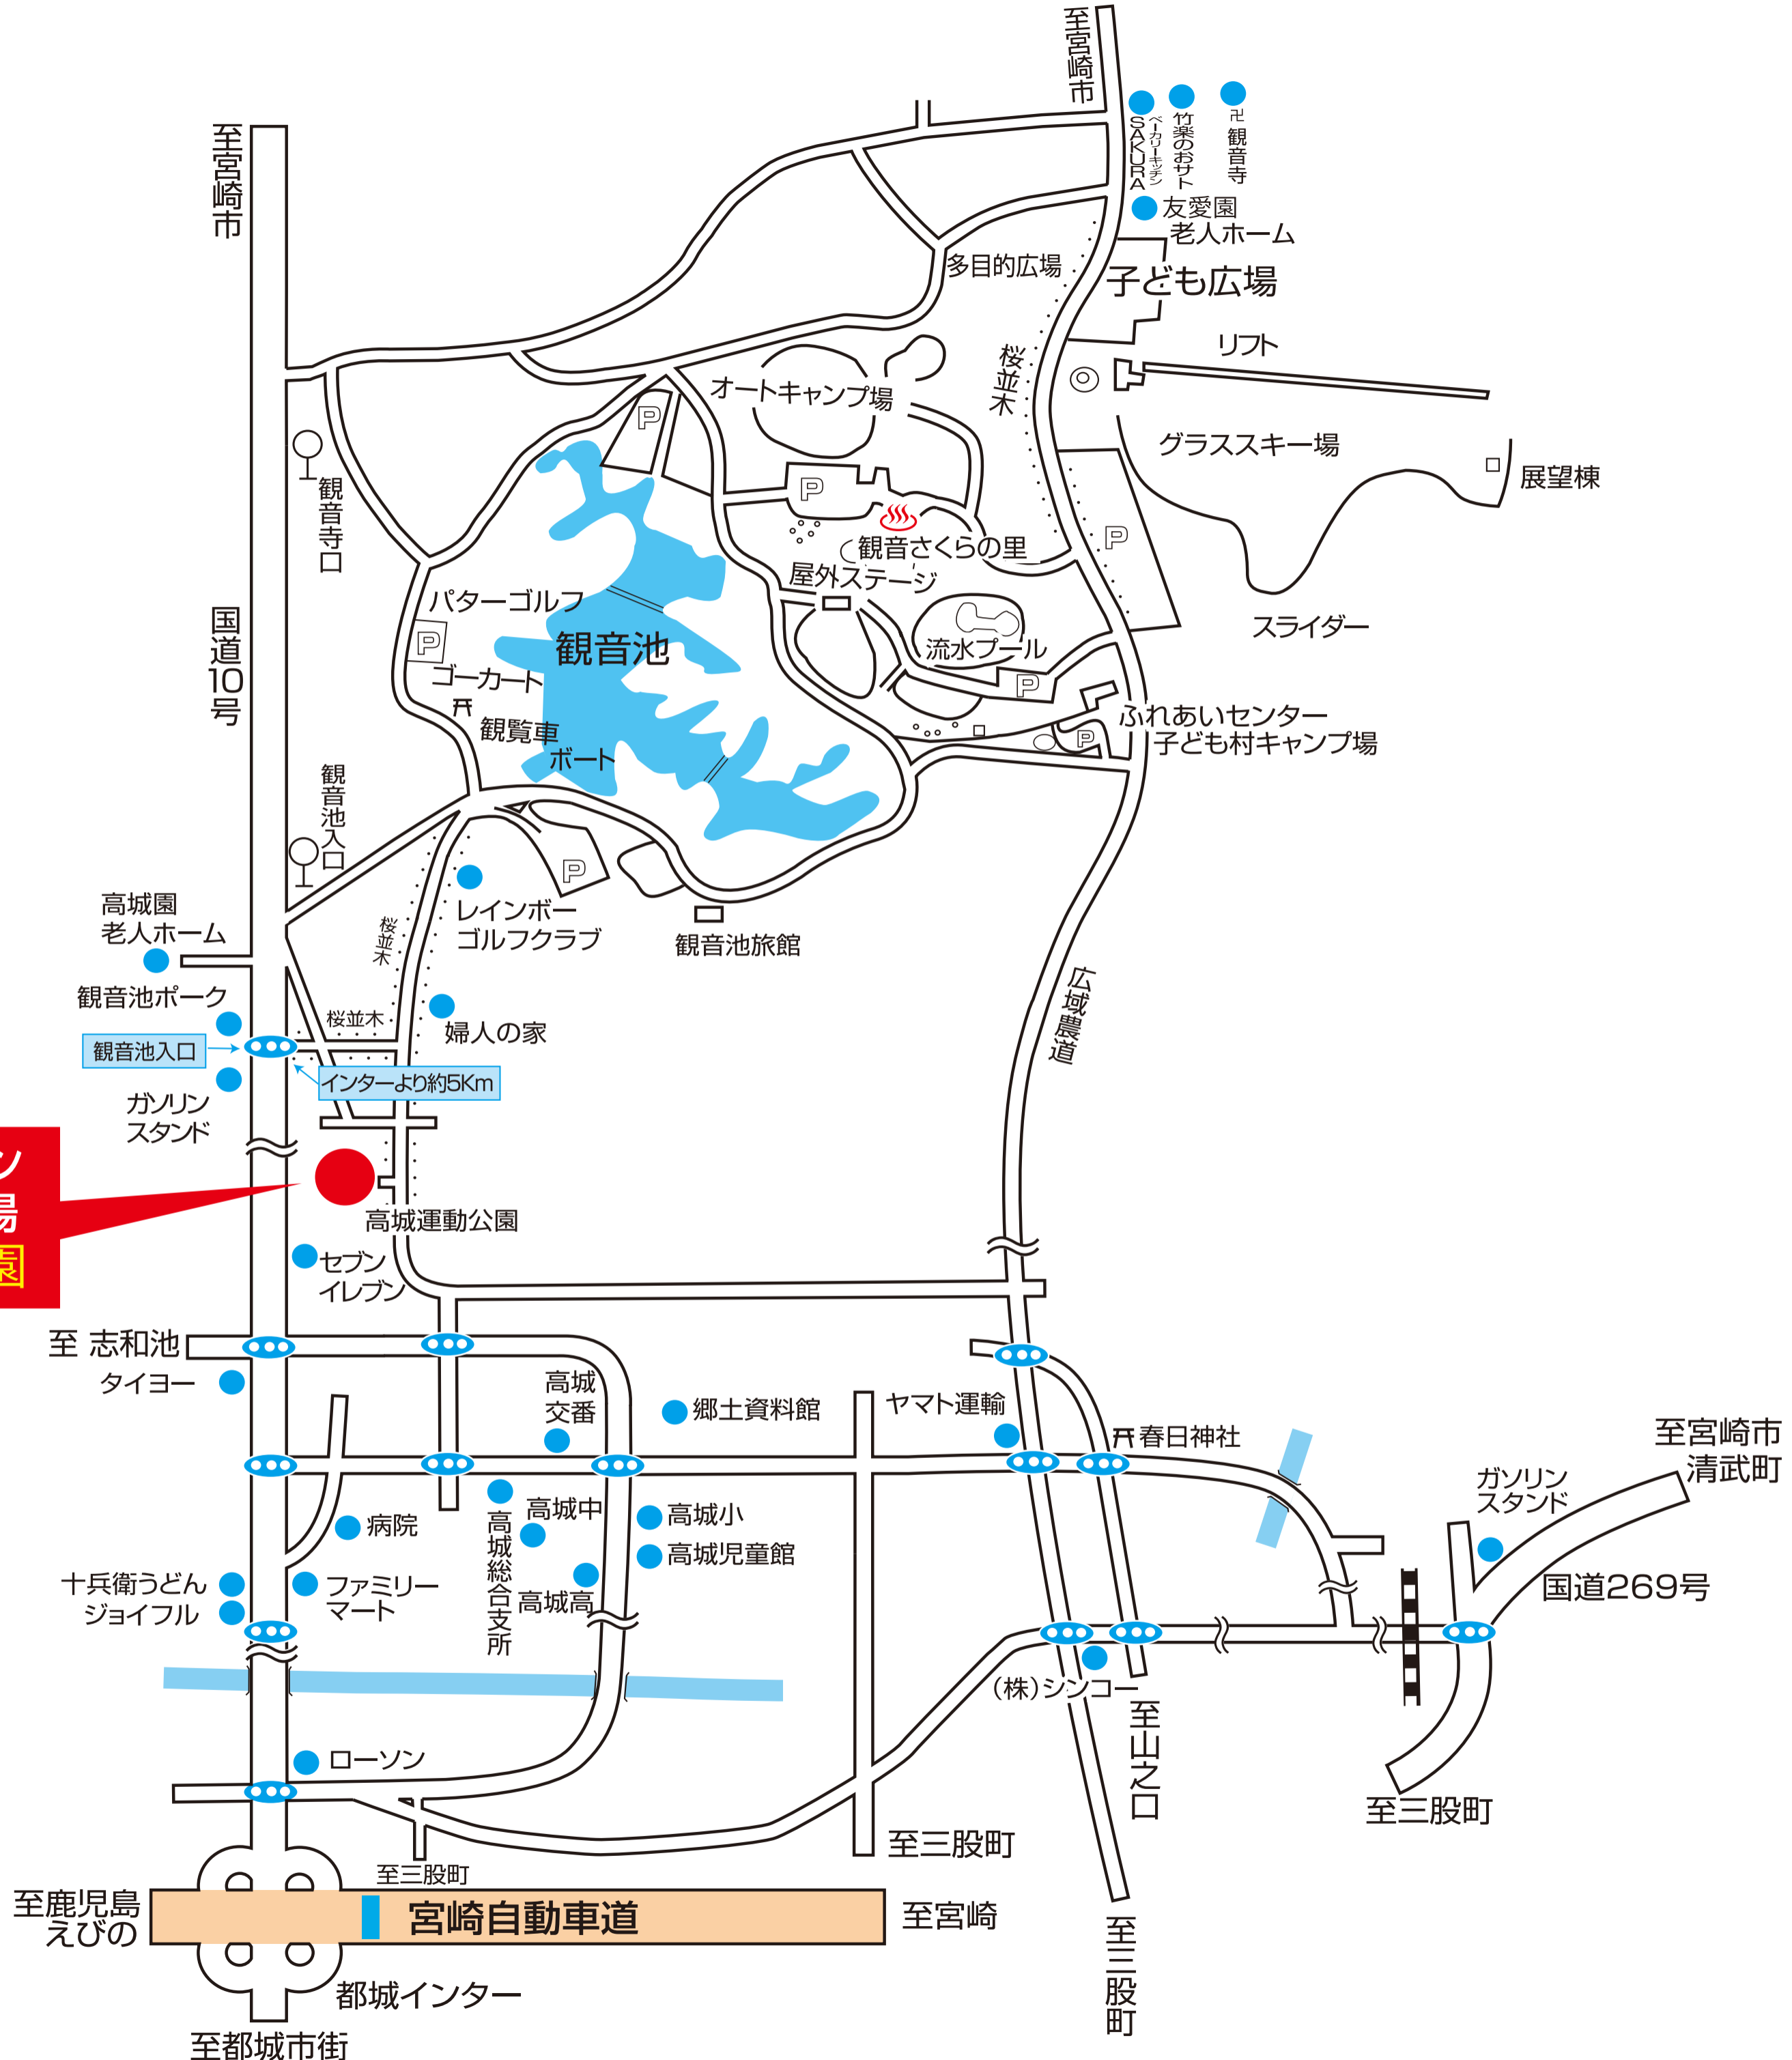 至宮崎市
至宮崎市
SAKURA
ベーカリーキッチン
竹楽のおサト
卍 観音寺
友愛園
老人ホーム
多目的広場
子ども広場
リフト
桜並木
オートキャンプ場
グラススキー場
展望棟
P
P
P
観音寺口
観音さくらの里
屋外ステージ
国道10号
パターゴルフ
P
観音池
流水プール
スライダー
ゴーカート
P
観覧車
ボート
ふれあいセンター
子ども村キャンプ場
P
観音池入口
P
高城園
老人ホーム
桜並木
レインボー
ゴルフクラブ
観音池旅館
広域農道
観音池ポーク
桜並木
婦人の家
観音池入口
インターより約5Km
ガソリン
スタンド
ン
場
園
高城運動公園
セブン
イレブン
至 志和池
タイヨー
高城
交番
郷土資料館
ヤマト運輸
春日神社
至宮崎市
清武町
ガソリン
スタンド
病院
高城総合支所
高城中
高城小
高城児童館
高城高
十兵衛うどん
ジョイフル
ファミリー
マート
国道269号
(株)シンコー
至山之口
ローソン
至三股町
至三股町
至三股町
至鹿児島
えびの
宮崎自動車道
至宮崎
至三股町
都城インター
至都城市街